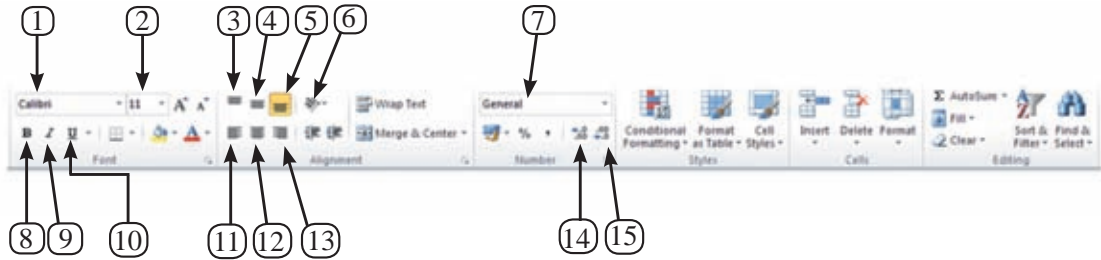 1 2 3 4 5 6 7
Calibri 11 A A Wrap Text General Σ AutoSum
Fill
B I U A Merge & Center % , Conditional Format Cell Insert Delete Format Sort & Find &
Formatting as Table Styles Clear Filter Select
Font Alignment Number Styles Cells Editing
8 9 10 11 12 13 14 15